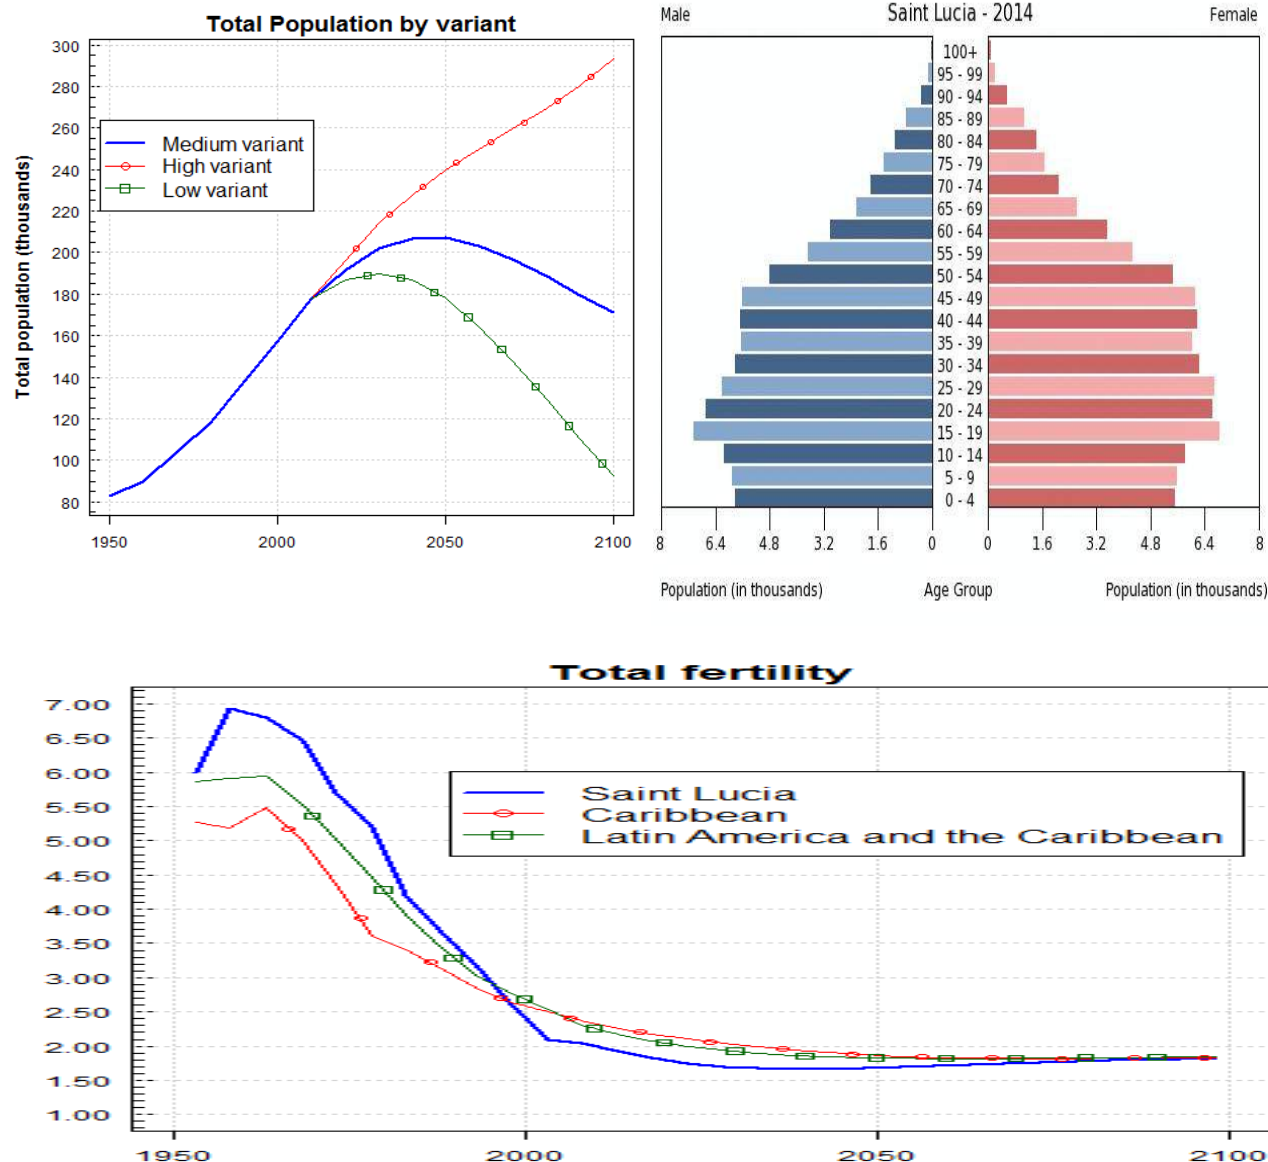 Total Population by variant
Total population (thousands)
300
280
260
240
220
200
180
160
140
120
100
80
1950 2000 2050 2100
Medium variant
High variant
Low variant
Male Saint Lucia - 2014 Female
100+
95 - 99
90 - 94
85 - 89
80 - 84
75 - 79
70 - 74
65 - 69
60 - 64
55 - 59
50 - 54
45 - 49
40 - 44
35 - 39
30 - 34
25 - 29
20 - 24
15 - 19
10 - 14
5 - 9
0 - 4
8 6.4 4.8 3.2 1.6 0 0 1.6 3.2 4.8 6.4 8
Population (in thousands) Age Group Population (in thousands)
Total fertility
7.00
6.50
6.00
5.50
5.00
4.50
4.00
3.50
3.00
2.50
2.00
1.50
1.00
Saint Lucia
Caribbean
Latin America and the Caribbean
1950 2000 2050 2100